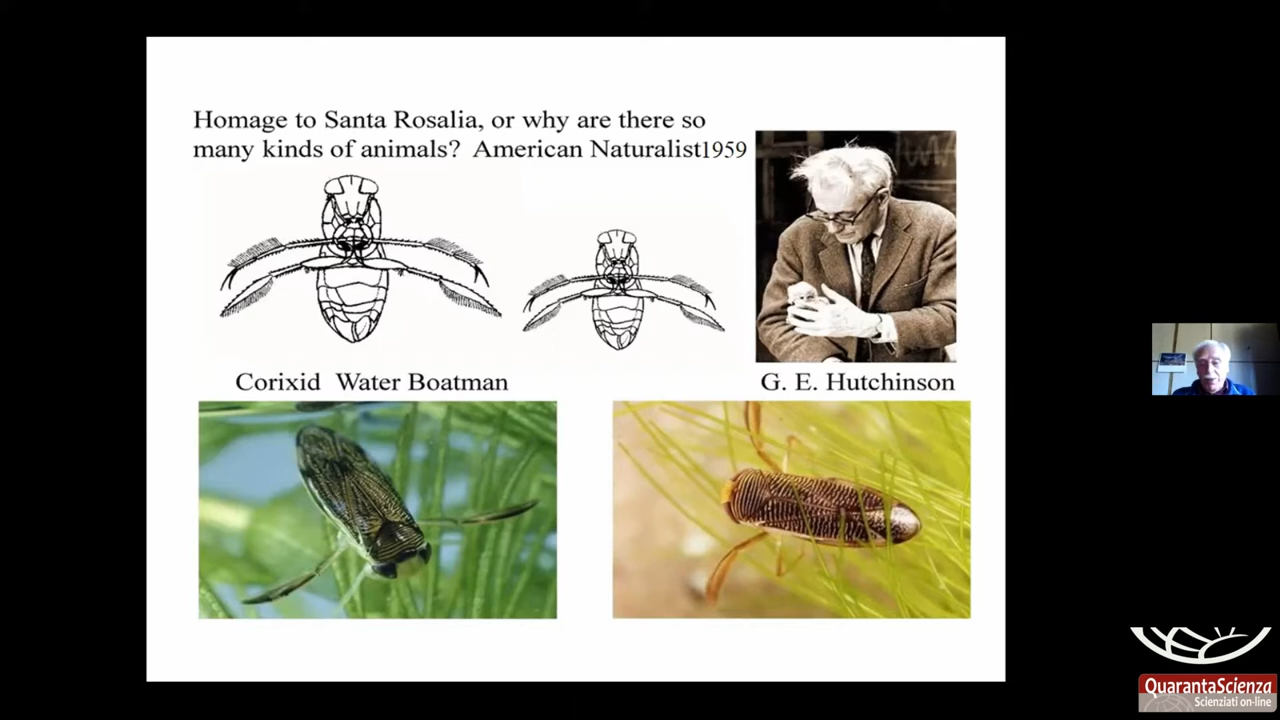 Homage to Santa Rosalia, or why are there so
many kinds of animals? American Naturalist1959
Corixid Water Boatman
G. E. Hutchinson
QuarantaScienza
Scienziati on-line